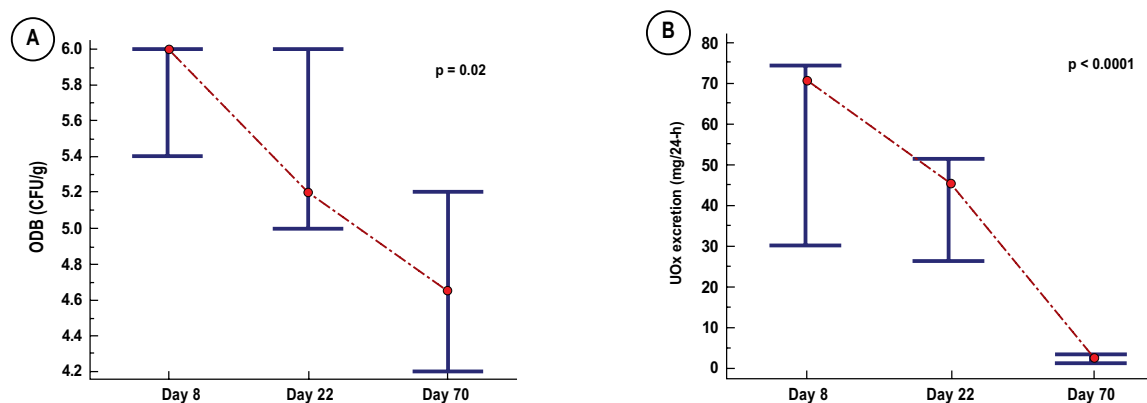 A
ODB (CFU/g)
6.0
5.8
5.6
5.4
5.2
5.0
4.8
4.6
4.4
4.2
p = 0.02
Day 8 Day 22 Day 70
B
UOx excretion (mg/24-h)
80
70
60
50
40
30
20
10
0
p < 0.0001
Day 8 Day 22 Day 70